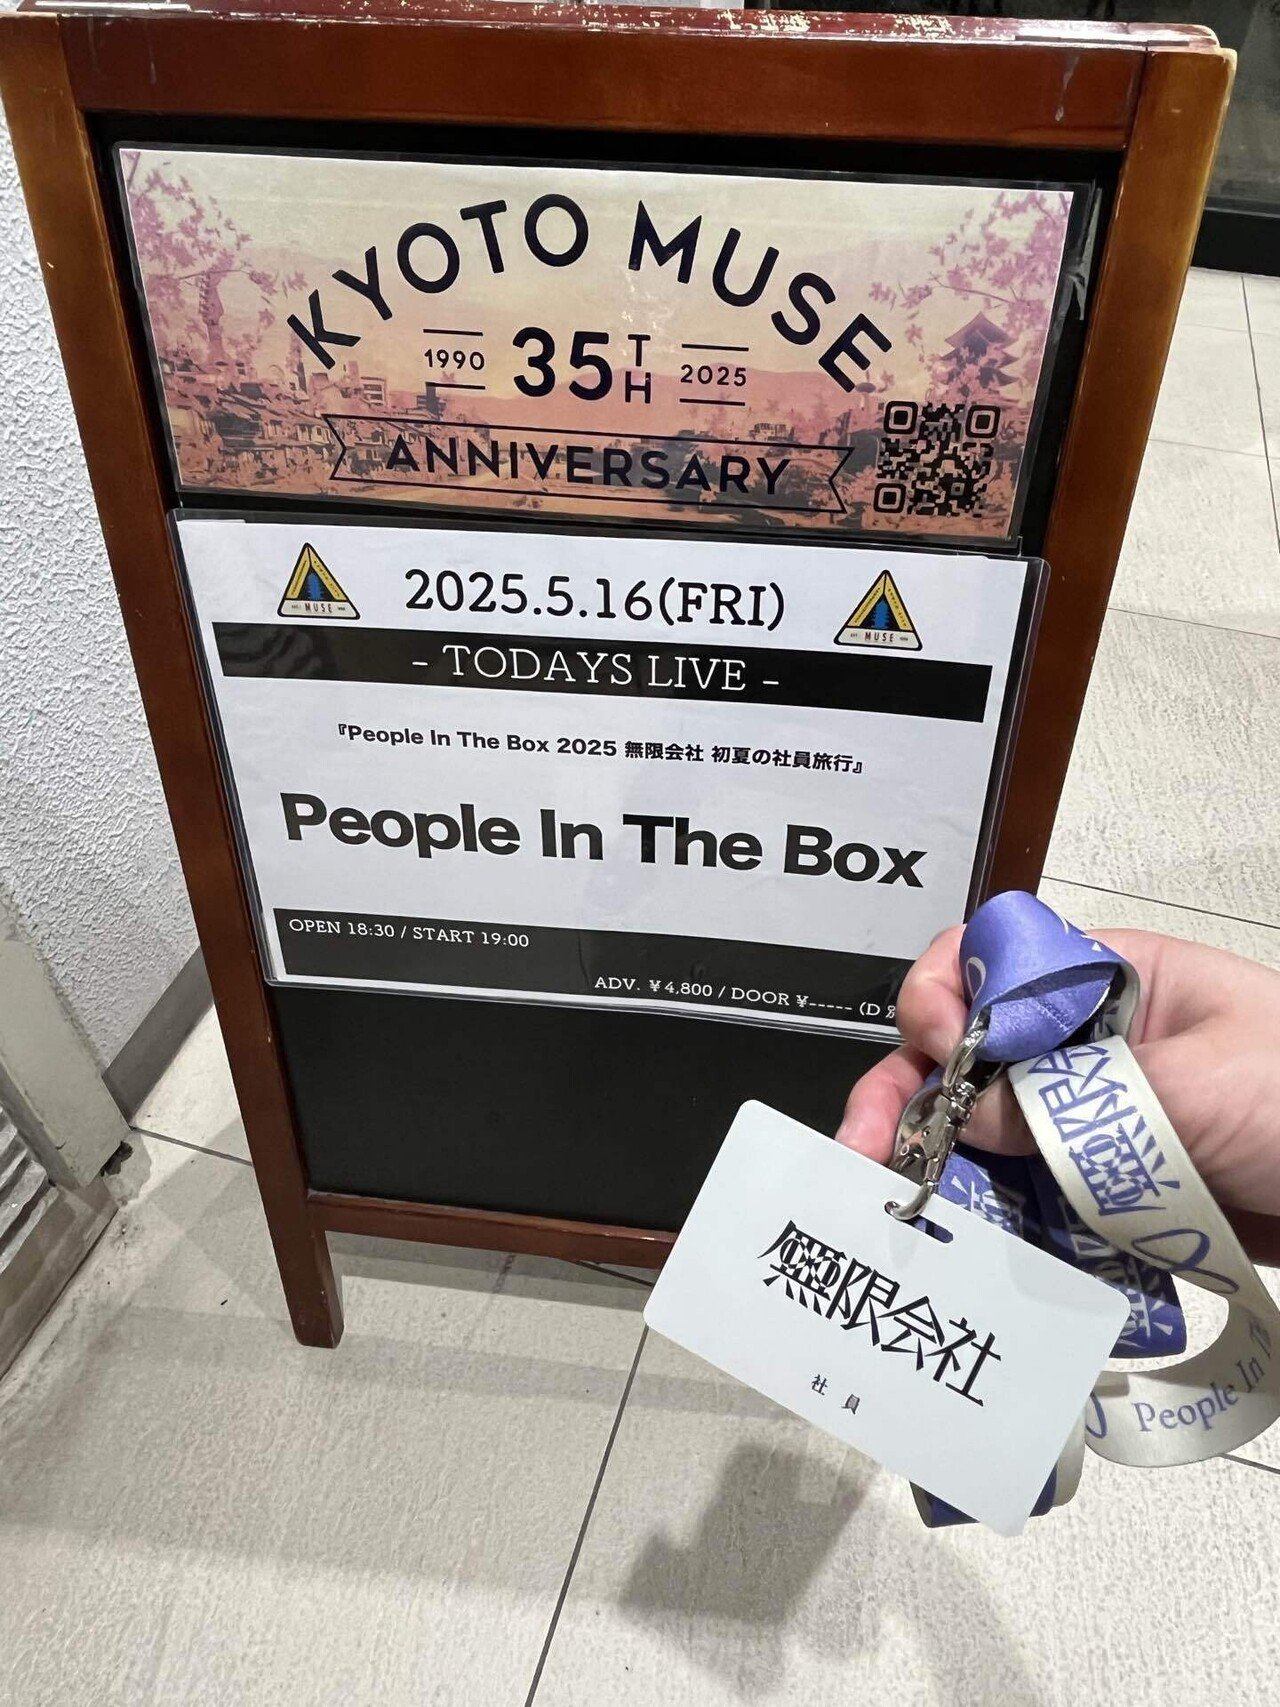 KYOTO MUSE
1990 35TH 2025
ANNIVERSARY
2025.5.16(FRI)
MUSE
MUSE
- TODAYS LIVE -
『People In The Box 2025 無限会社 初夏の社員旅行』
People In The Box
OPEN 18:30 / START 19:00
ADV. ¥4,800 / DOOR ¥----- (D
無限会社
社員
People In